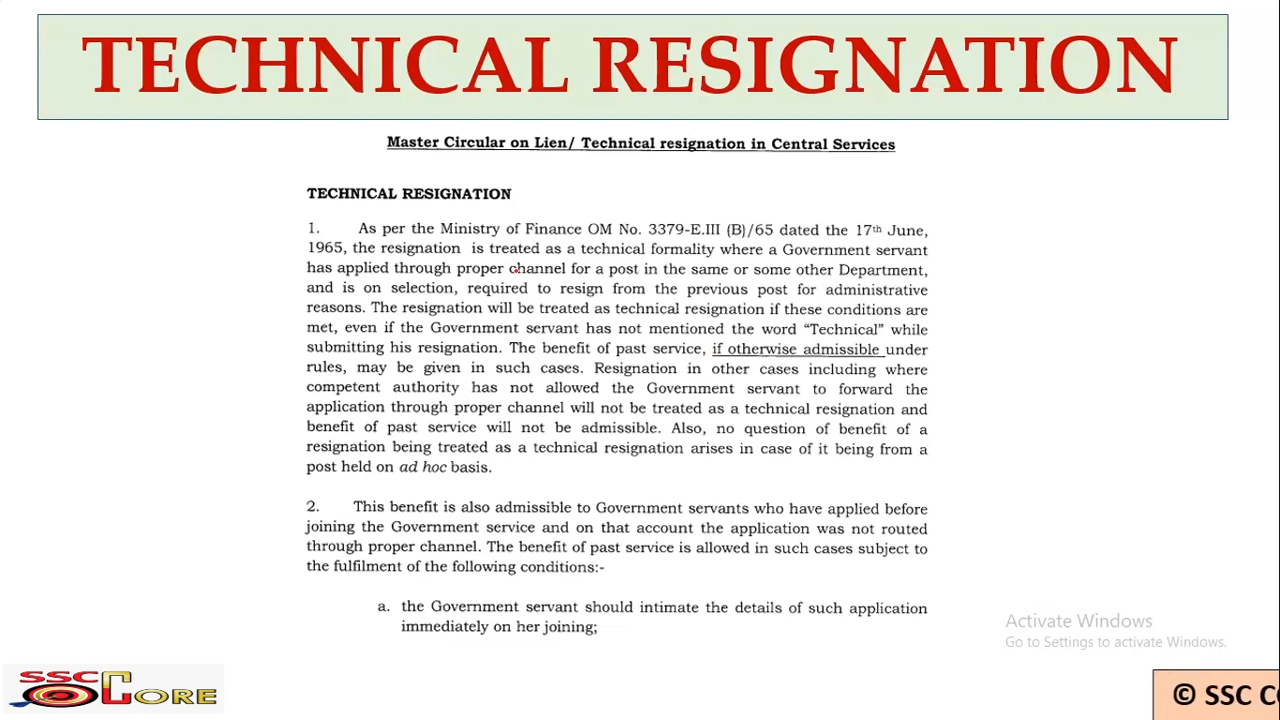 TECHNICAL RESIGNATION
Master Circular on Lien/ Technical resignation in Central Services
TECHNICAL RESIGNATION
1. As per the Ministry of Finance OM No. 3379-E.III (B)/65 dated the 17th June,
1965, the resignation is treated as a technical formality where a Government servant
has applied through proper channel for a post in the same or some other Department,
and is on selection, required to resign from the previous post for administrative
reasons. The resignation will be treated as technical resignation if these conditions are
met, even if the Government servant has not mentioned the word “Technical” while
submitting his resignation. The benefit of past service, if otherwise admissible under
rules, may be given in such cases. Resignation in other cases including where
competent authority has not allowed the Government servant to forward the
application through proper channel will not be treated as a technical resignation and
benefit of past service will not be admissible. Also, no question of benefit of a
resignation being treated as a technical resignation arises in case of it being from a
post held on ad hoc basis.
2. This benefit is also admissible to Government servants who have applied before
joining the Government service and on that account the application was not routed
through proper channel. The benefit of past service is allowed in such cases subject to
the fulfilment of the following conditions:-
a. the Government servant should intimate the details of such application
immediately on her joining;
Activate Windows
Go to Settings to activate Windows.
SSC CORE
© SSC C